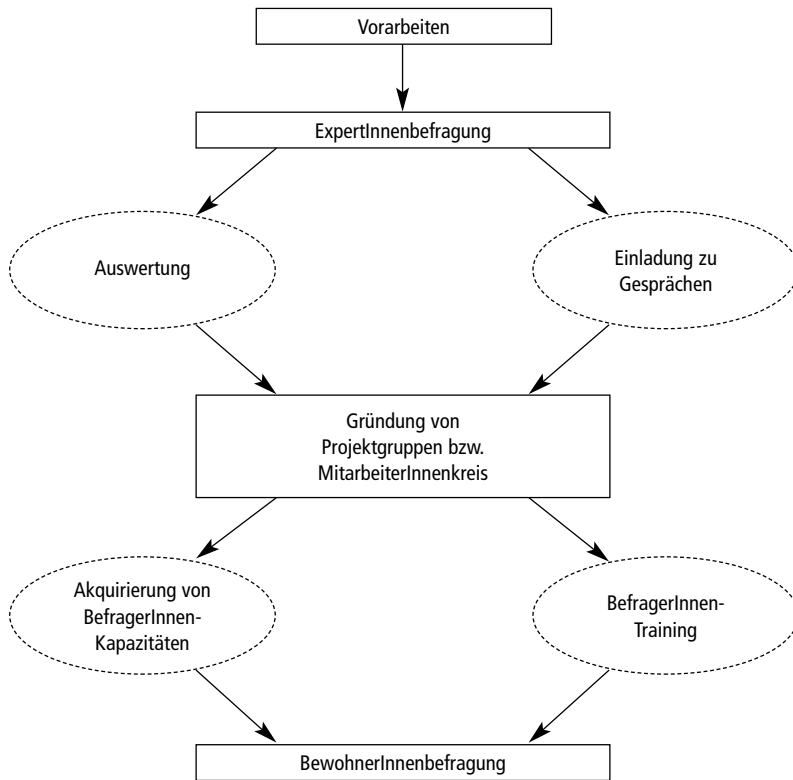 Vorarbeiten
ExpertInnenbefragung
Auswertung
Einladung zu
Gesprächen
Gründung von
Projektgruppen bzw.
MitarbeiterInnenkreis
Akquirierung von
BefragerInnen-
Kapazitäten
BefragerInnen-
Training
BewohnerInnenbefragung